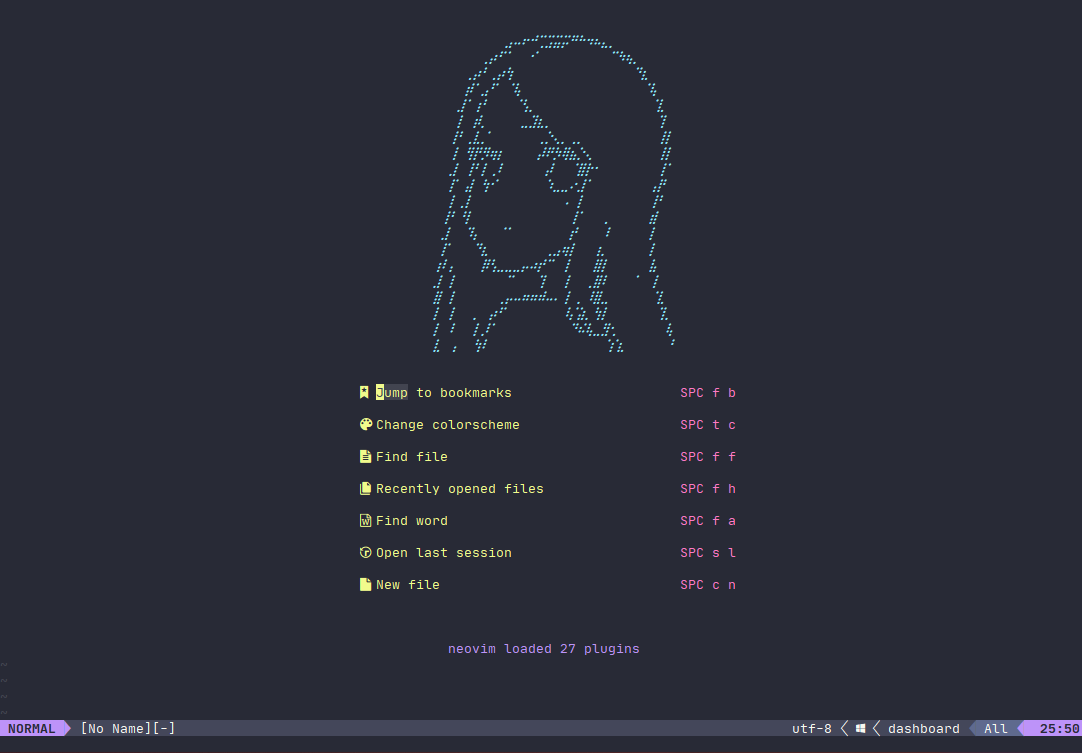 Jump to bookmarks SPC f b
Change colorscheme SPC t c
Find file SPC f f
Recently opened files SPC f h
Find word SPC f a
Open last session SPC s l
New file SPC c n
neovim loaded 27 plugins
~
~
~
~
NORMAL [No Name][-] utf-8 dashboard All 25:50